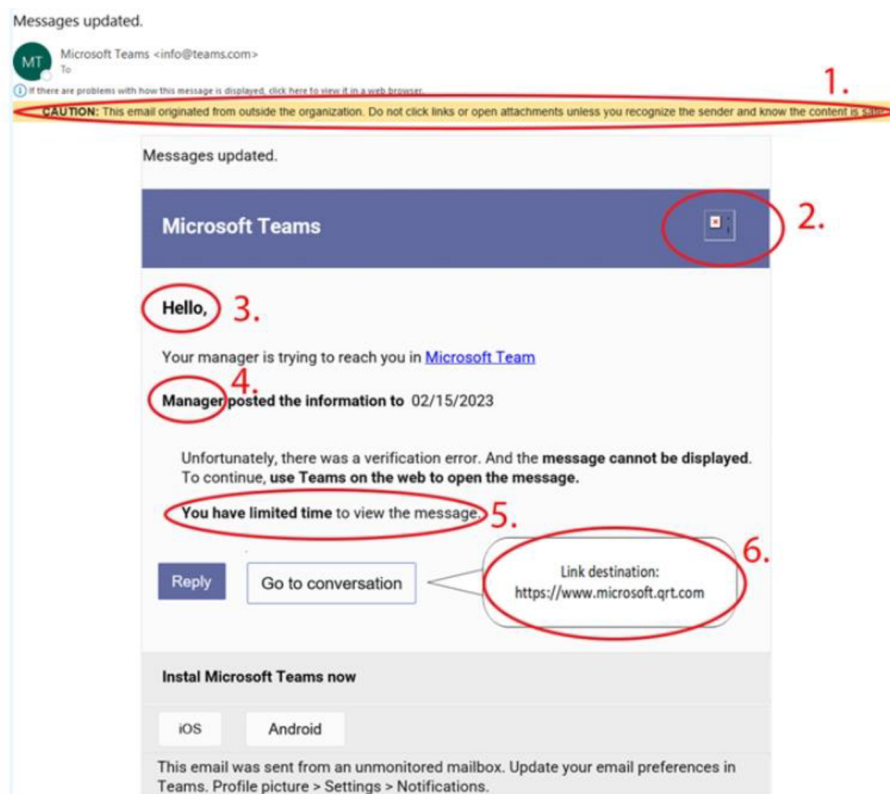 Messages updated.
MT
Microsoft Teams <info@teams.com>
To
If there are problems with how this message is displayed, click here to view it in a web browser.
1.
CAUTION: This email originated from outside the organization. Do not click links or open attachments unless you recognize the sender and know the content is safe.
Messages updated.
Microsoft Teams
2.
Hello,
3.
Your manager is trying to reach you in Microsoft Team
4.
Manager posted the information to 02/15/2023
Unfortunately, there was a verification error. And the message cannot be displayed.
To continue, use Teams on the web to open the message.
You have limited time to view the message.
5.
6.
Reply
Go to conversation
Link destination:
https://www.microsoft.qrt.com
Instal Microsoft Teams now
iOS
Android
This email was sent from an unmonitored mailbox. Update your email preferences in
Teams. Profile picture > Settings > Notifications.